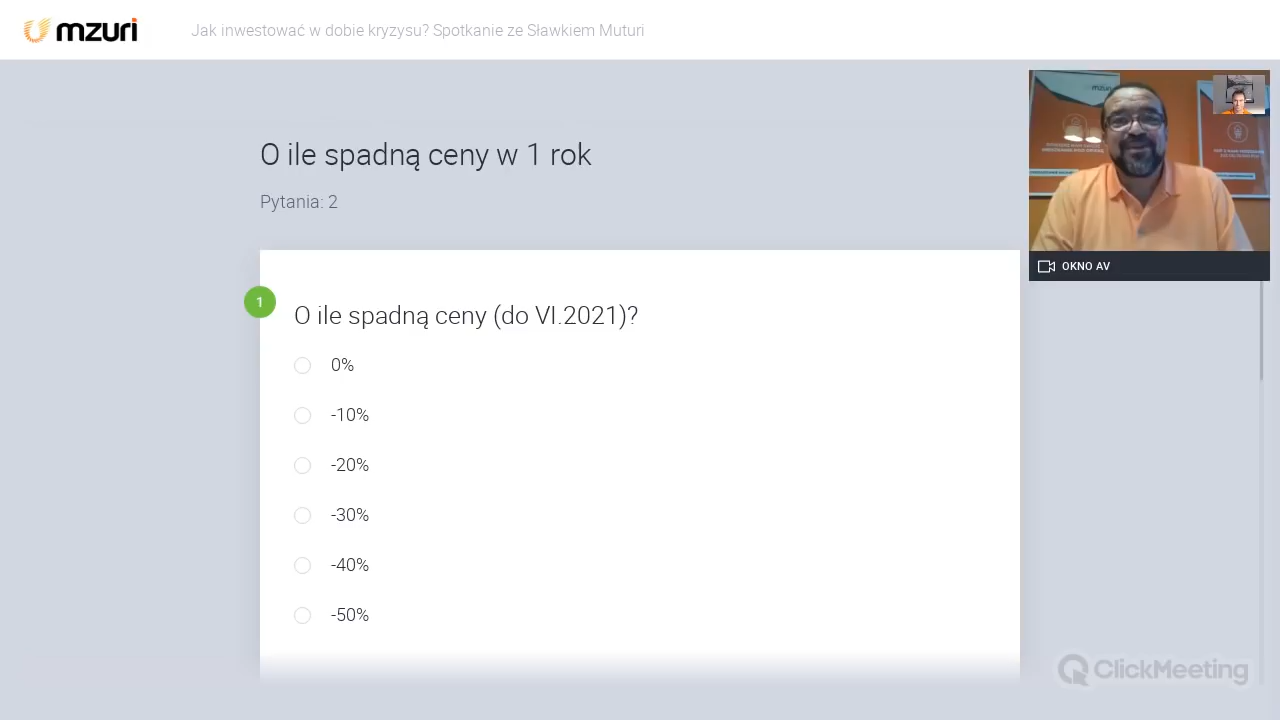 mzuri
Jak inwestować w dobie kryzysu? Spotkanie ze Sławkiem Muturi
O ile spadną ceny w 1 rok
Pytania: 2
mzuri
OKNO AV
1
O ile spadną ceny (do VI.2021)?
0%
-10%
-20%
-30%
-40%
-50%
ClickMeeting